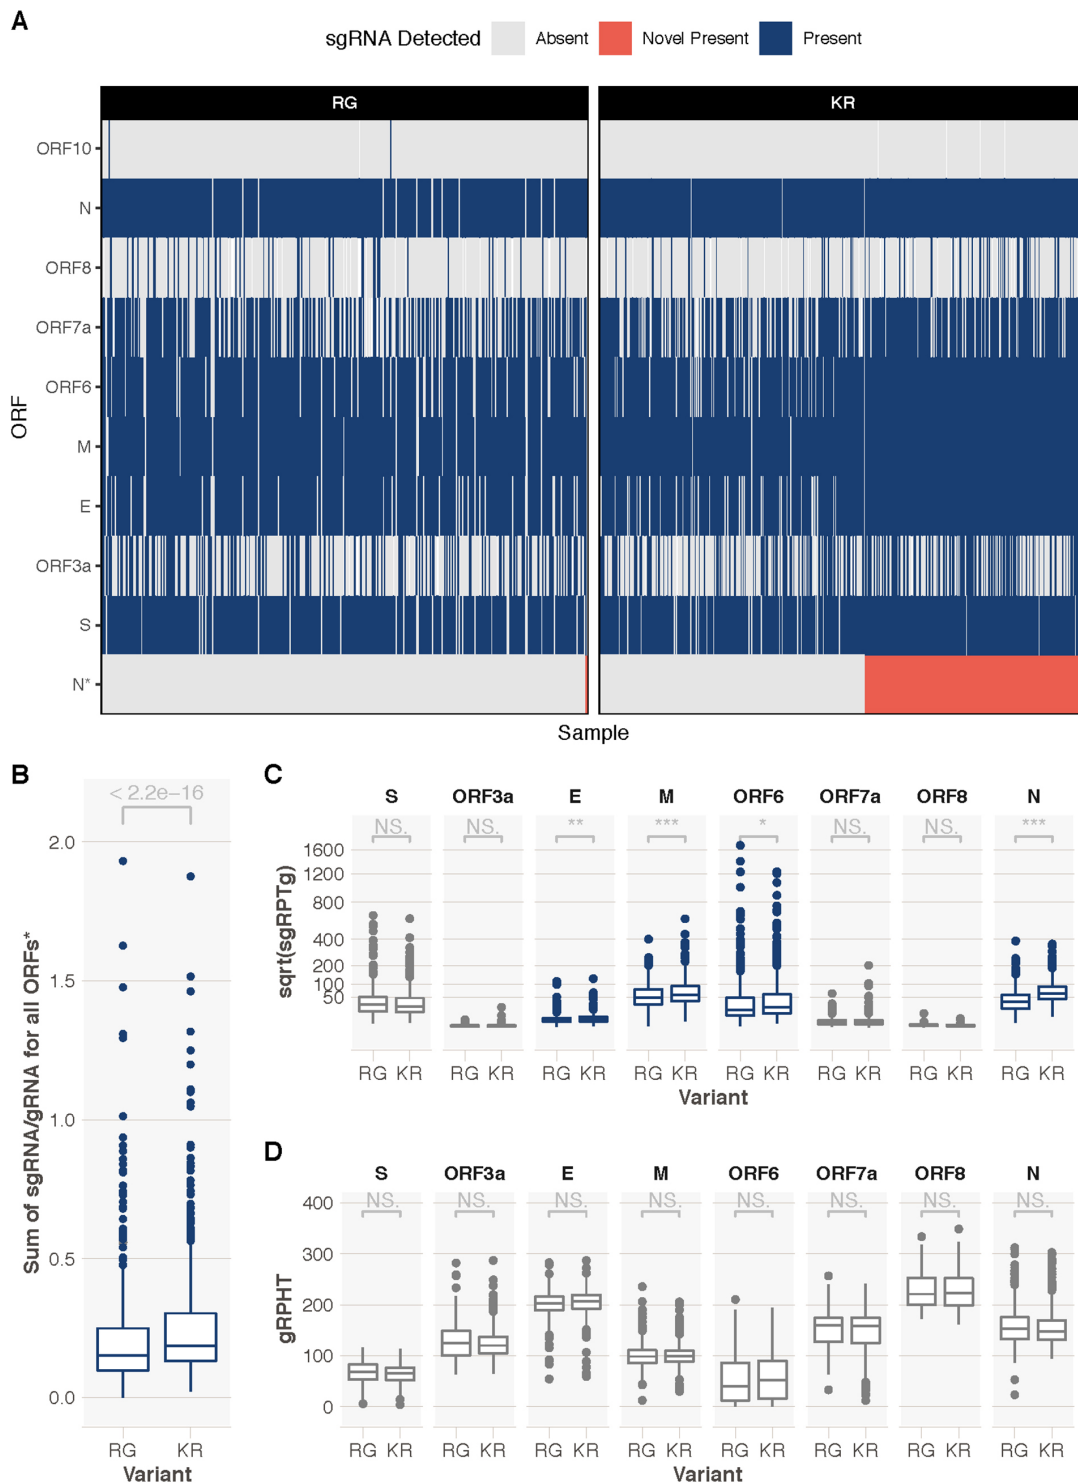 A
sgRNA Detected Absent Novel Present Present
RG KR
ORF10
N
ORF8
ORF7a
ORF6
M
E
ORF3a
S
N*
ORF
Sample
B
< 2.2e−16
2.0
1.5
1.0
0.5
0.0
Sum of sgRNA/gRNA for all ORFs*
RG KR
Variant
C
S ORF3a E M ORF6 ORF7a ORF8 N
NS. NS. ** *** * NS. NS. ***
1600
1200
800
400
200
100
50
sqrt(sgRPTg)
RG KR RG KR RG KR RG KR RG KR RG KR RG KR RG KR
Variant
D
S ORF3a E M ORF6 ORF7a ORF8 N
NS. NS. NS. NS. NS. NS. NS. NS.
400
300
200
100
0
gRPHT
RG KR RG KR RG KR RG KR RG KR RG KR RG KR RG KR
Variant